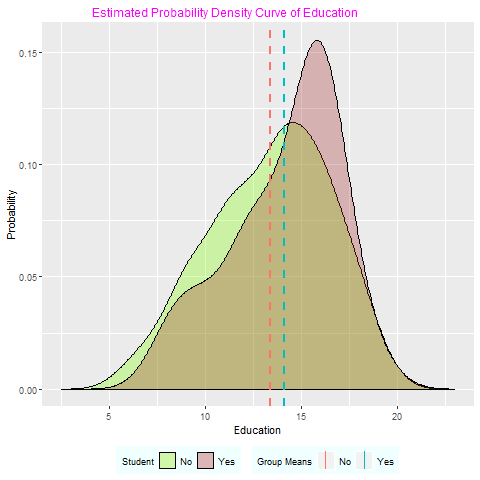 Estimated Probability Density Curve of Education
Probability
0.15
0.10
0.05
0.00
5 10 15 20
Education
Student No Yes Group Means No Yes